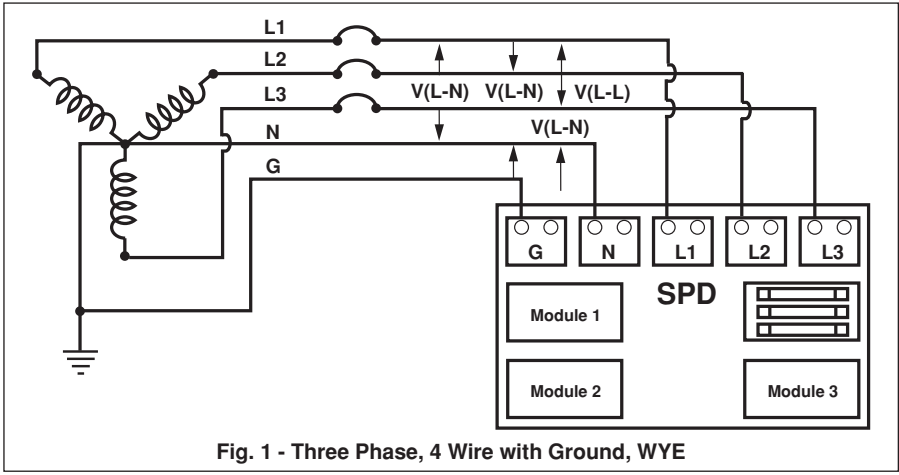 L1
L2
L3
N
G
V(L-N) V(L-N) V(L-L)
V(L-N)
G N L1 L2 L3
SPD
Module 1
Module 2
Module 3
Fig. 1 - Three Phase, 4 Wire with Ground, WYE